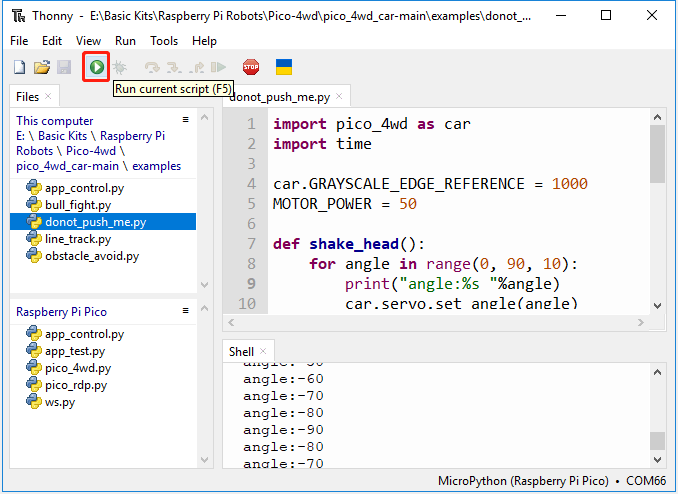 Thonny - E:\Basic Kits\Raspberry Pi Robots\Pico-4wd\pico_4wd_car-main\examples\donot_...
File Edit View Run Tools Help
STOP
Run current script (F5)
Files ×
This computer
E: \ Basic Kits \ Raspberry Pi
Robots \ Pico-4wd \
pico_4wd_car-main \ examples
app_control.py
bull_fight.py
donot_push_me.py
line_track.py
obstacle_avoid.py
Raspberry Pi Pico
app_control.py
app_test.py
pico_4wd.py
pico_rdp.py
ws.py
donot_push_me.py ×
1 import pico_4wd as car
2 import time
3
4 car.GRAYSCALE_EDGE_REFERENCE = 1000
5 MOTOR_POWER = 50
6
7 def shake_head():
8 for angle in range(0, 90, 10):
9 print("angle:%s "%angle)
10 car.servo.set_angle(angle)
Shell ×
angle:-50
angle:-60
angle:-70
angle:-80
angle:-90
angle:-80
angle:-70
MicroPython (Raspberry Pi Pico) • COM66